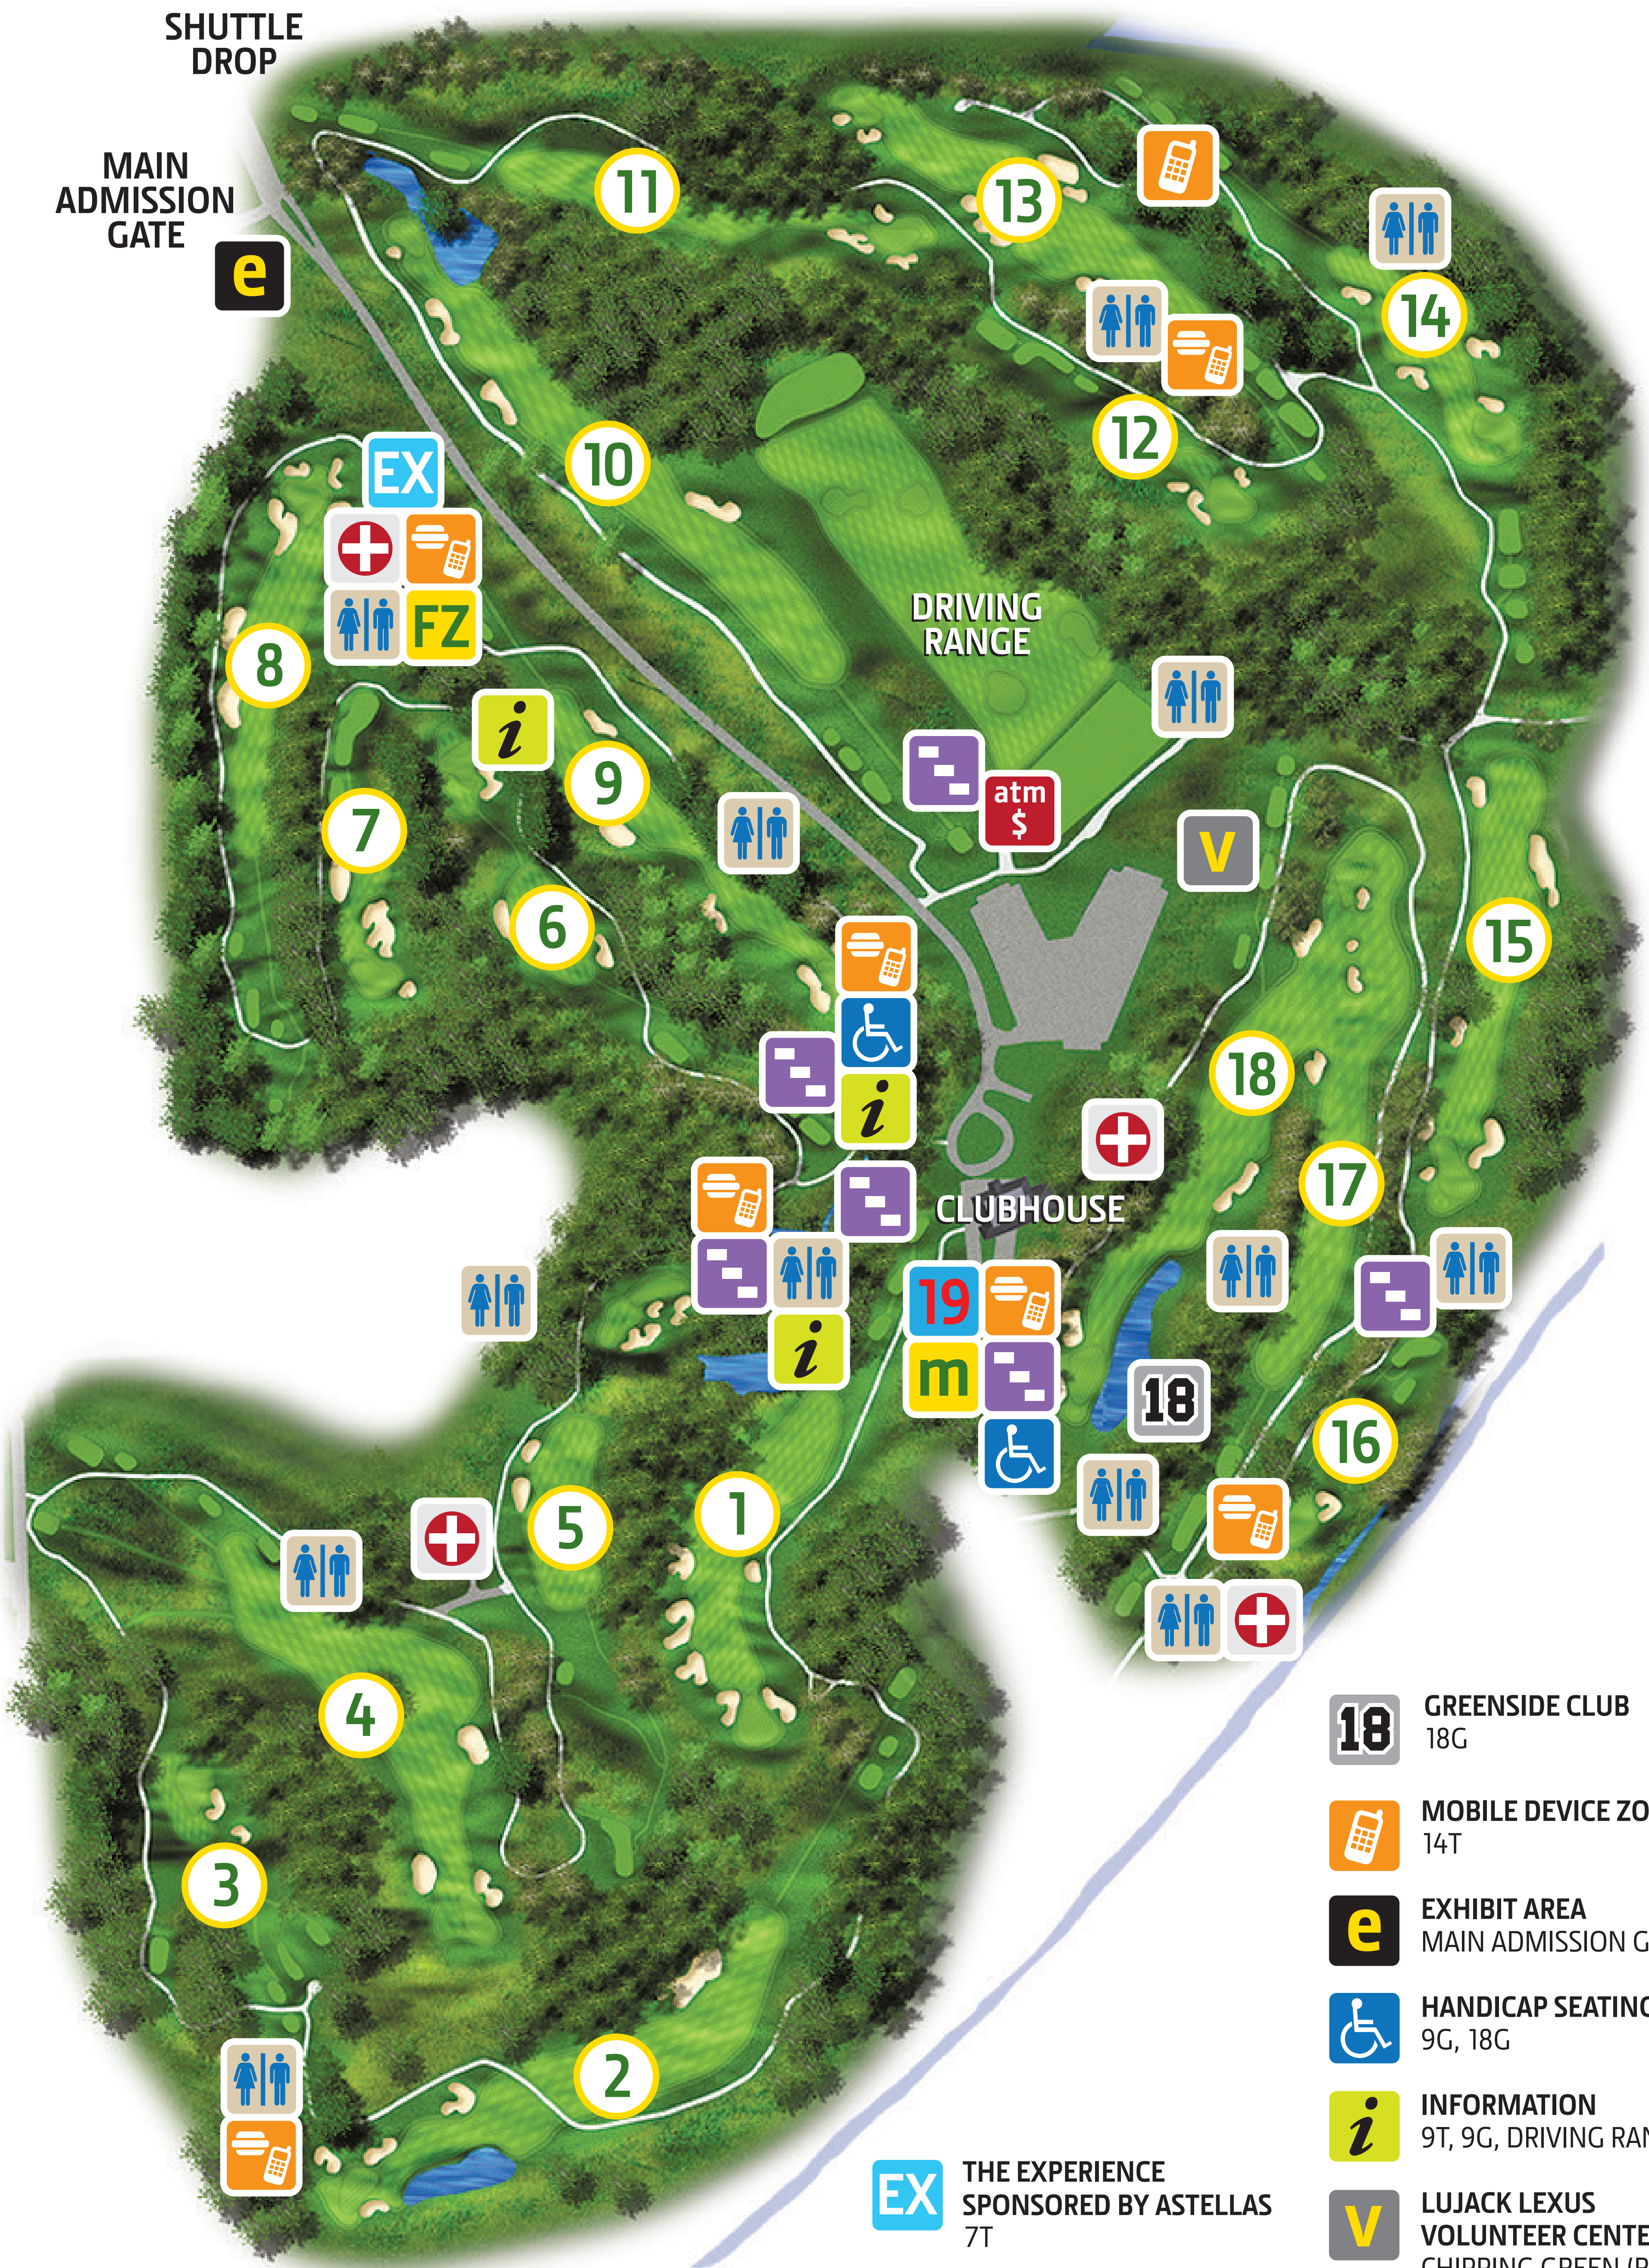 SHUTTLE
DROP
MAIN
ADMISSION
GATE
e
11
13
14
12
10
EX
FZ
8
DRIVING
RANGE
i
9
7
atm
$
V
6
15
i
18
17
CLUBHOUSE
19
m
i
18
16
5
1
4
3
2
18
GREENSIDE CLUB
18G
MOBILE DEVICE ZO
14T
e
EXHIBIT AREA
MAIN ADMISSION G
HANDICAP SEATING
9G, 18G
i
INFORMATION
9T, 9G, DRIVING RAN
EX
THE EXPERIENCE
SPONSORED BY ASTELLAS
7T
V
LUJACK LEXUS
VOLUNTEER CENTE